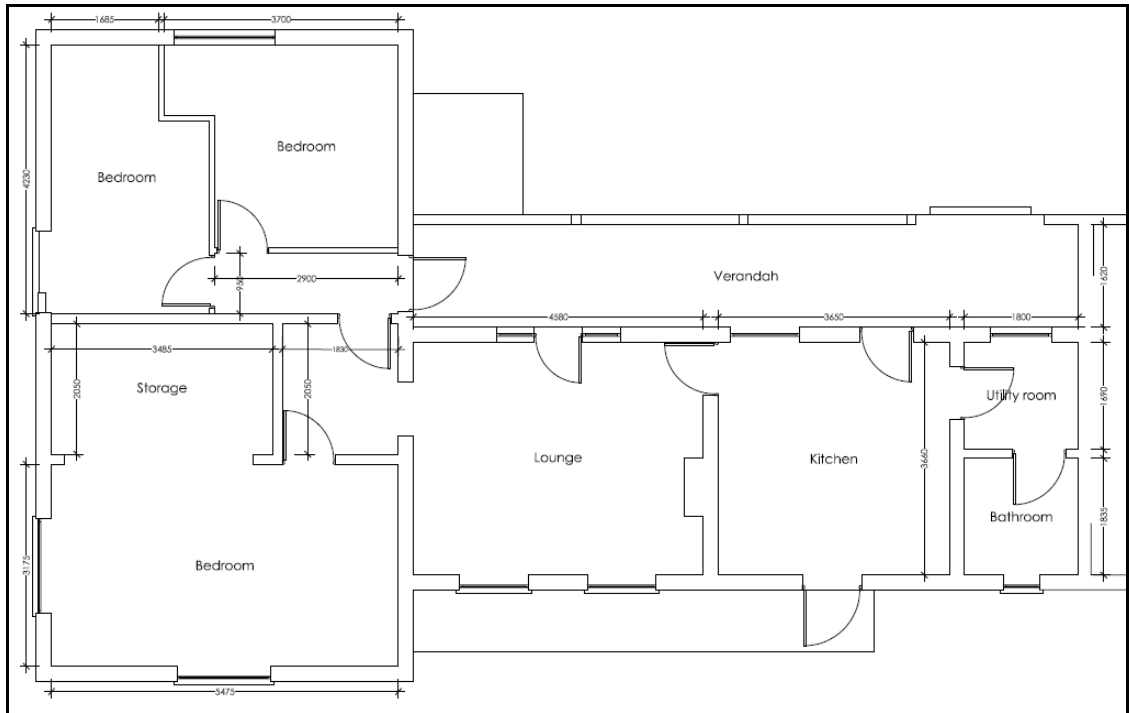 1685
3700
4230
Bedroom
Bedroom
2900
950
Verandah
1620
4580
3650
1800
3485
1830
2050
2050
Storage
Utility room
1690
Lounge
Kitchen
3660
Bathroom
1835
3175
Bedroom
5475